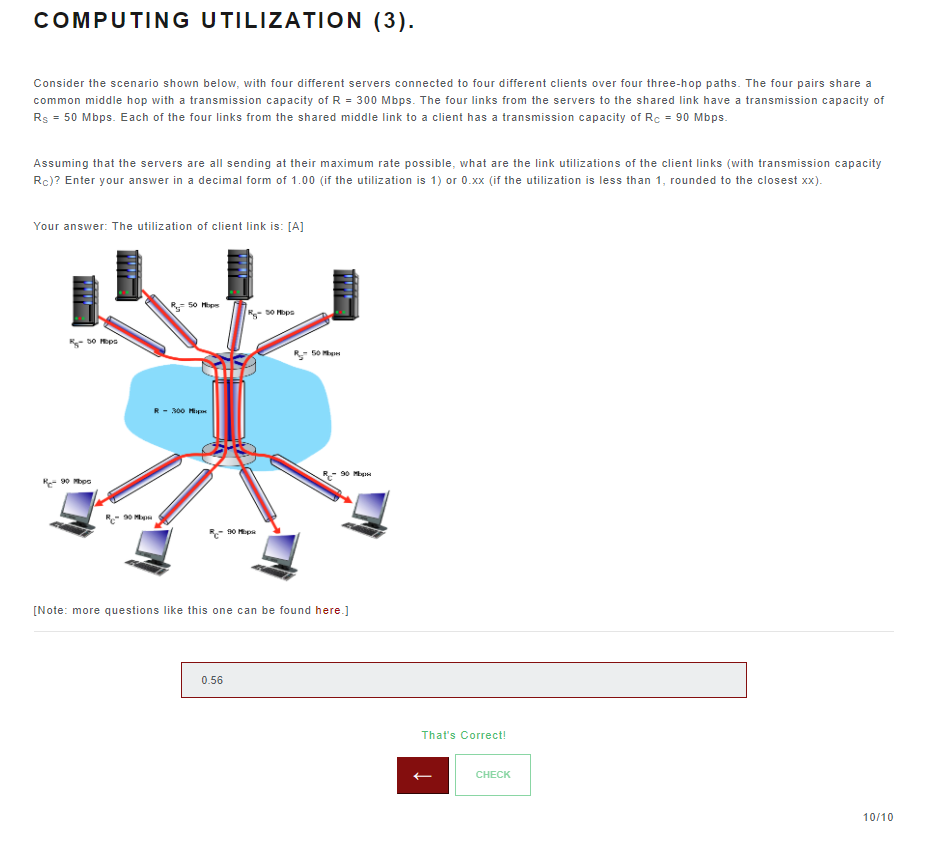 COMPUTING UTILIZATION (3).
Consider the scenario shown below, with four different servers connected to four different clients over four three-hop paths. The four pairs share a
common middle hop with a transmission capacity of R = 300 Mbps. The four links from the servers to the shared link have a transmission capacity of
RS = 50 Mbps. Each of the four links from the shared middle link to a client has a transmission capacity of RC = 90 Mbps.
Assuming that the servers are all sending at their maximum rate possible, what are the link utilizations of the client links (with transmission capacity
RC)? Enter your answer in a decimal form of 1.00 (if the utilization is 1) or 0.xx (if the utilization is less than 1, rounded to the closest xx).
Your answer: The utilization of client link is: [A]
RS= 50 Mbps
RS= 50 Mbps
RS= 50 Mbps
RS= 50 Mbps
R = 300 Mbps
RC= 90 Mbps
RC= 90 Mbps
RC= 90 Mbps
RC= 90 Mbps
[Note: more questions like this one can be found here.]
0.56
That's Correct!
←
CHECK
10/10